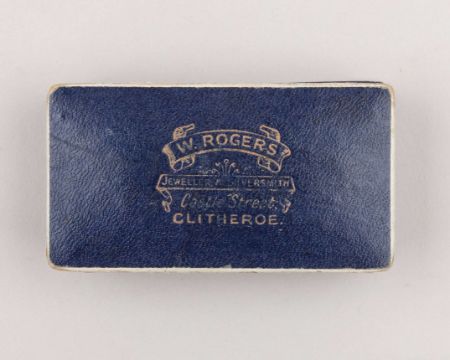 W. ROGERS
JEWELLER & SILVERSMITH
Castle Street,
CLITHEROE.